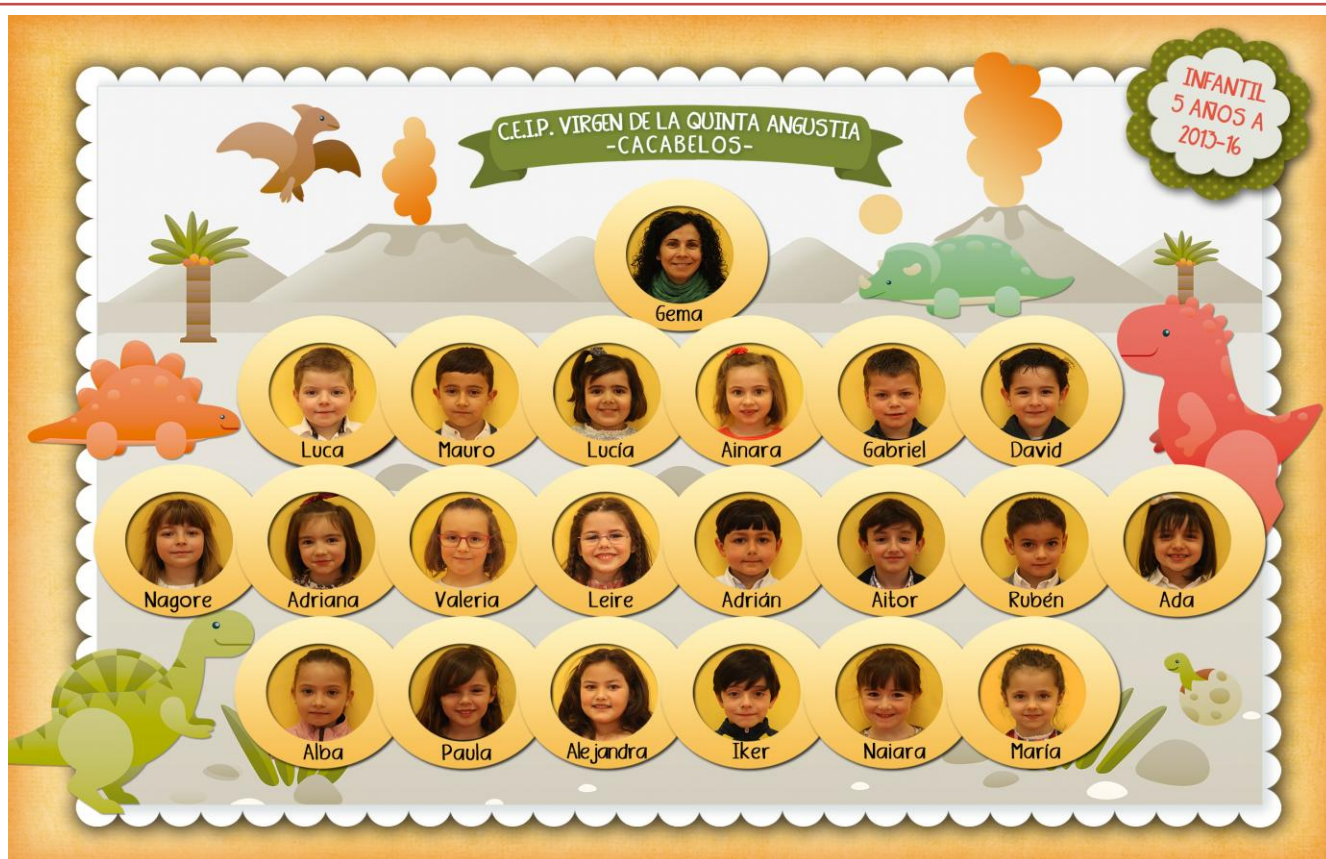 C.E.I.P. VIRGEN DE LA QUINTA ANGUSTIA
-CACABELOS-
INFANTIL
5 AÑOS A
2013-16
Gema
Luca
Mauro
Lucía
Ainara
Gabriel
David
Nagore
Adriana
Valeria
Leire
Adrián
Aitor
Rubén
Ada
Alba
Paula
Alejandra
Iker
Naiara
María